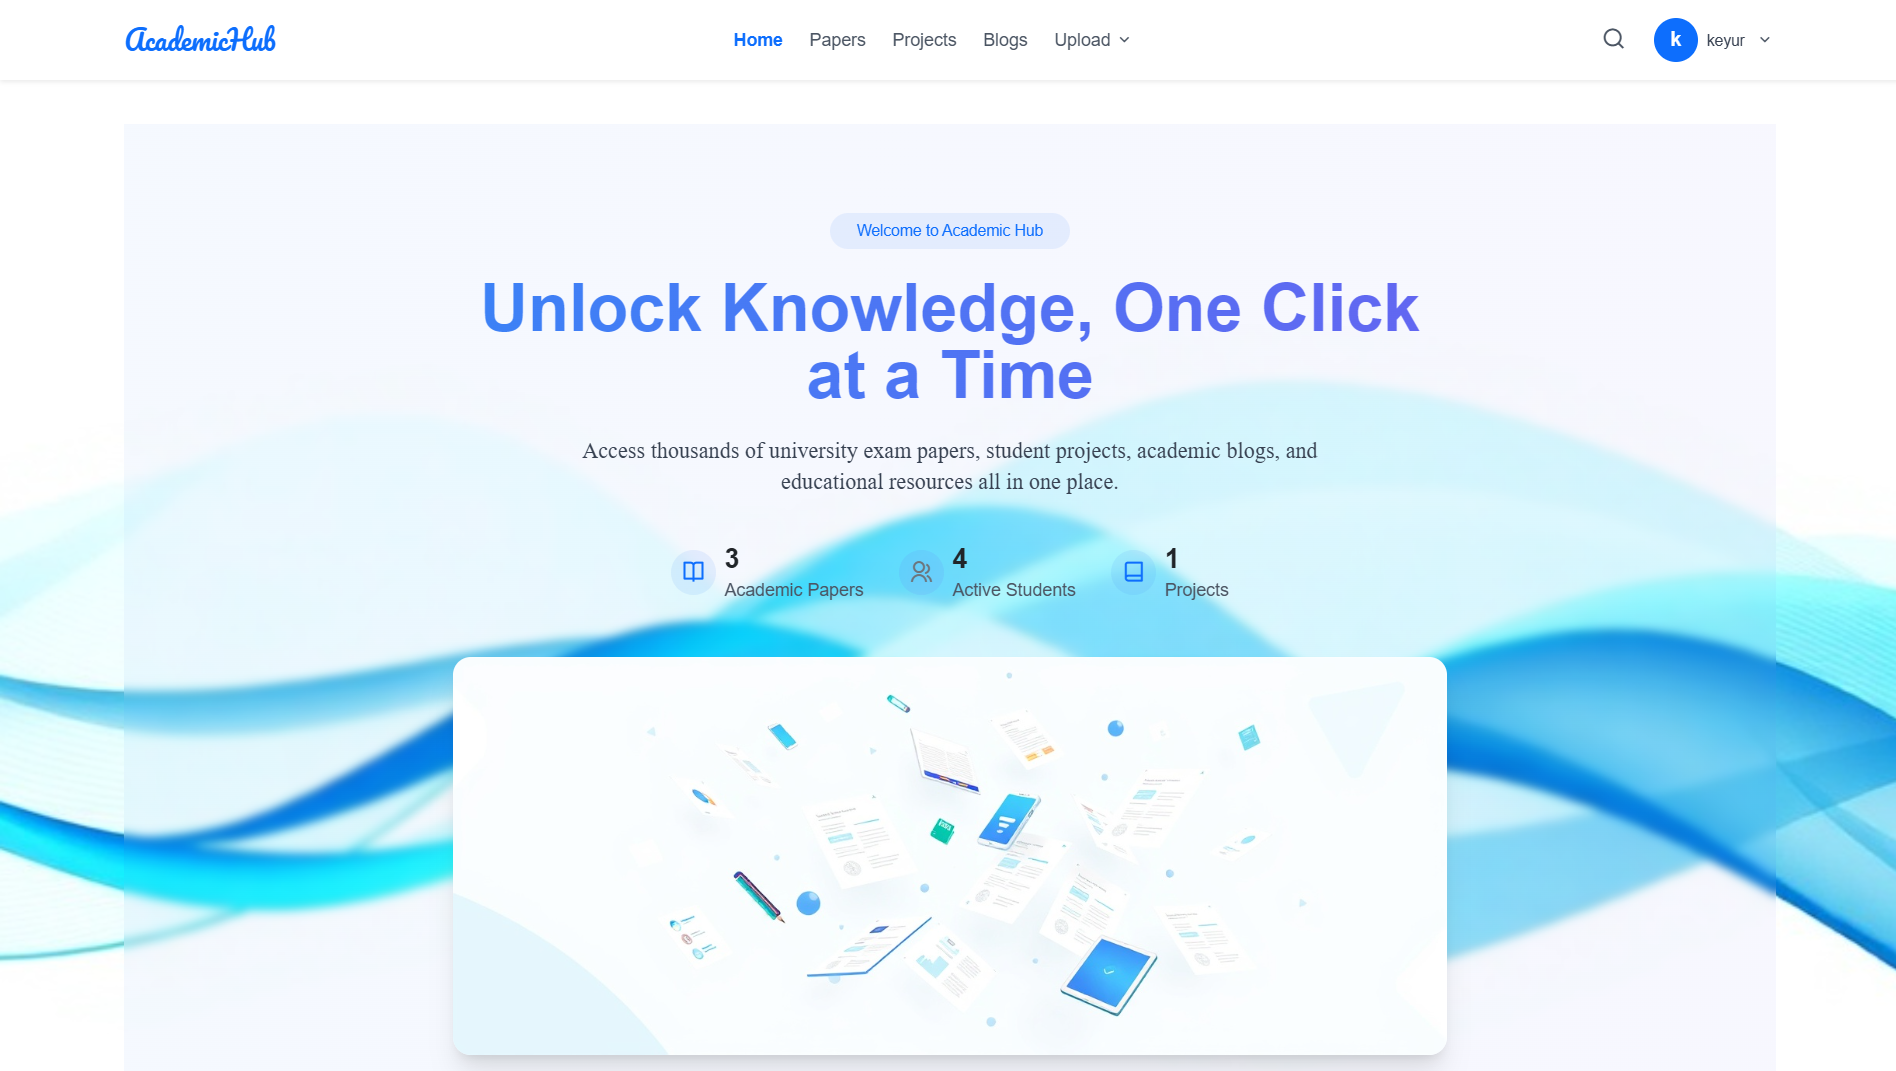 AcademicHub
Home
Papers
Projects
Blogs
Upload
k
keyur
Welcome to Academic Hub
Unlock Knowledge, One Click
at a Time
Access thousands of university exam papers, student projects, academic blogs, and
educational resources all in one place.
3
Academic Papers
4
Active Students
1
Projects